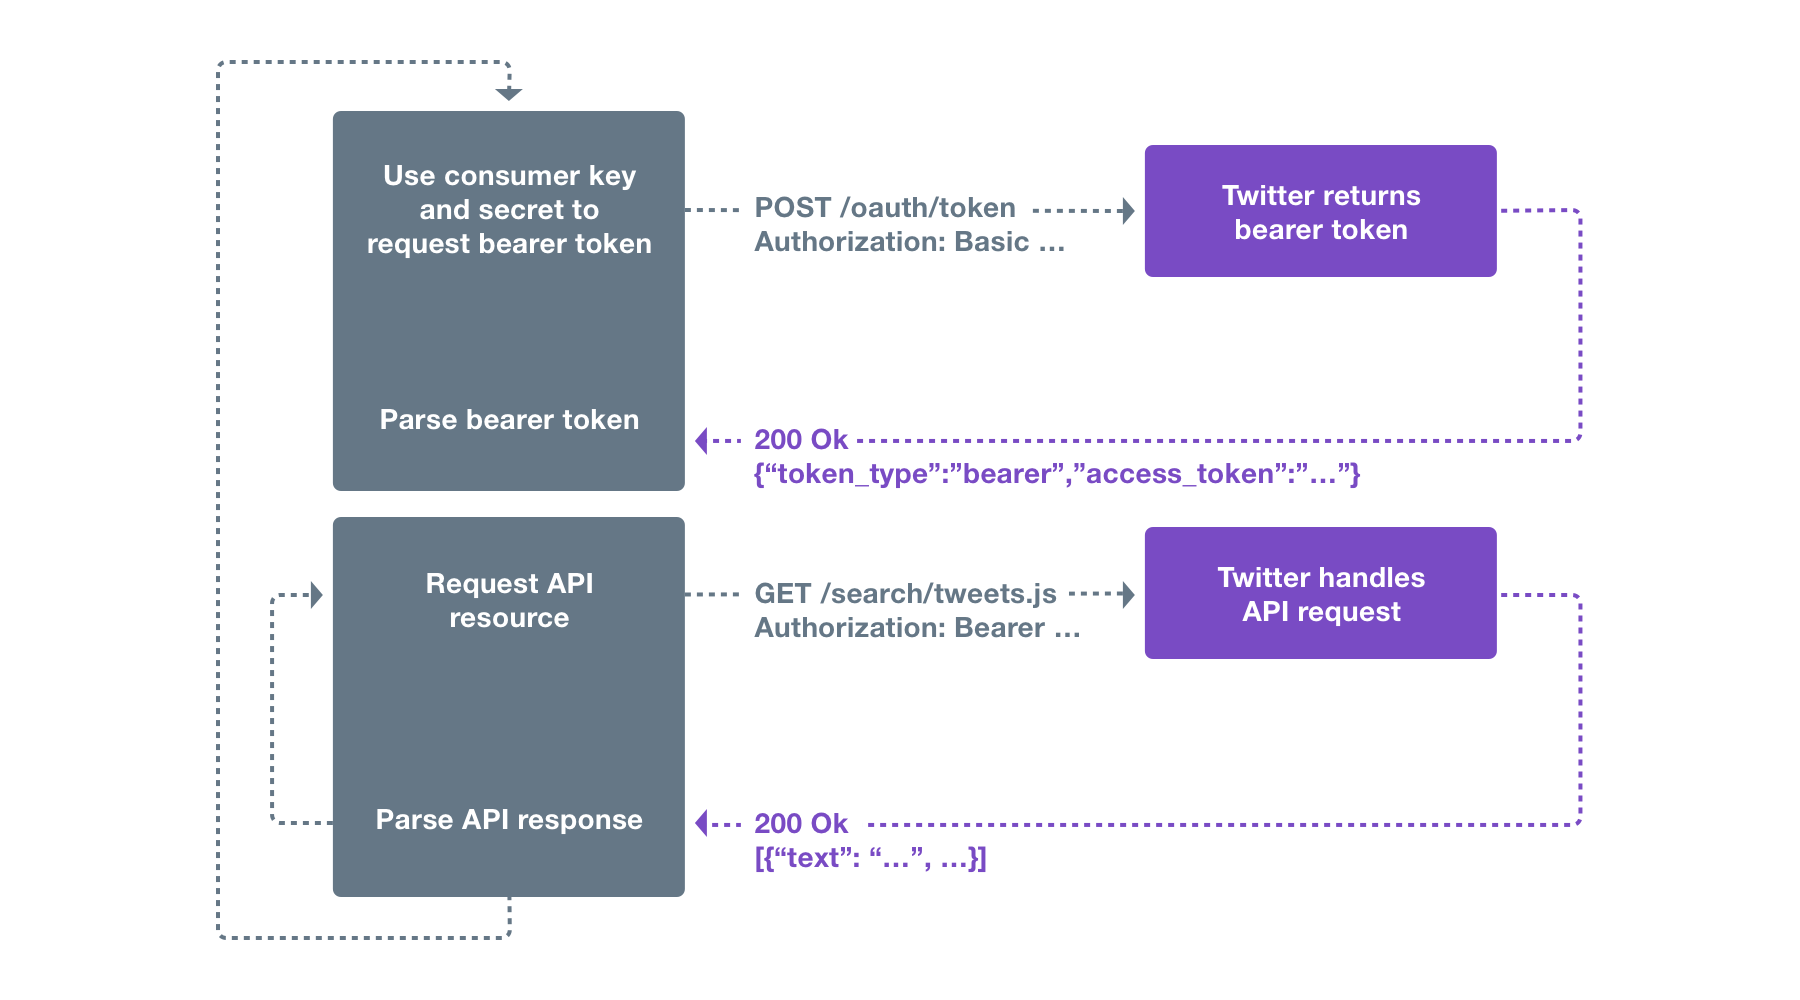 Use consumer key
and secret to
request bearer token
POST /oauth/token
Authorization: Basic …
Twitter returns
bearer token
Parse bearer token
200 Ok
{“token_type”:”bearer”,”access_token”:”…”}
Request API
resource
GET /search/tweets.js
Authorization: Bearer …
Twitter handles
API request
Parse API response
200 Ok
[{“text”: “…”, …}]